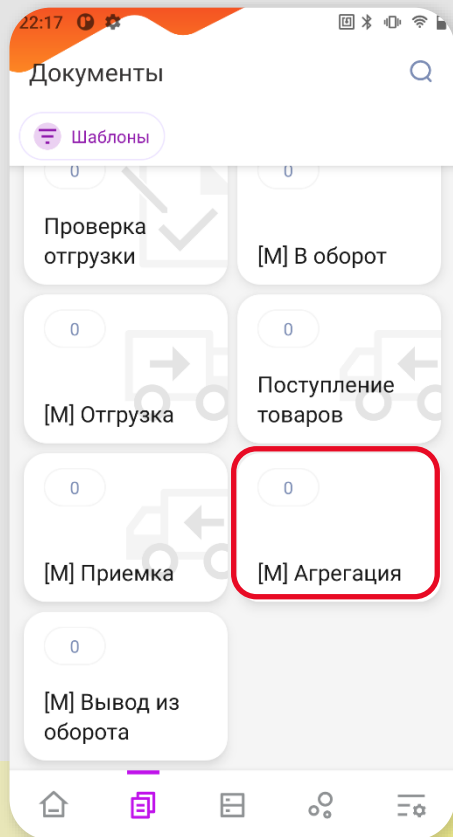 22:17
Документы
Шаблоны
0
0
Проверка
отгрузки
[М] В оборот
0
0
[М] Отгрузка
Поступление
товаров
0
0
[М] Приемка
[М] Агрегация
0
[М] Вывод из
оборота